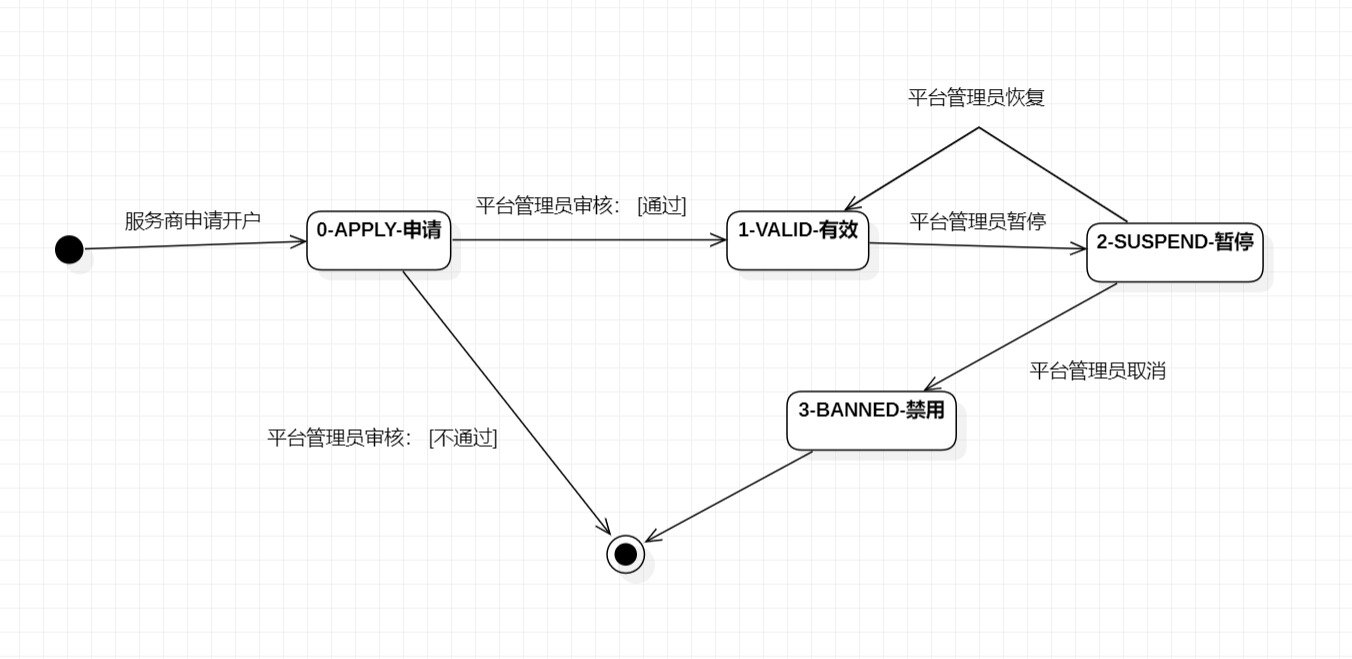 平台管理员恢复
平台管理员审核： [通过]
服务商申请开户
平台管理员暂停
0-APPLY-申请
1-VALID-有效
2-SUSPEND-暂停
平台管理员取消
3-BANNED-禁用
平台管理员审核： [不通过]